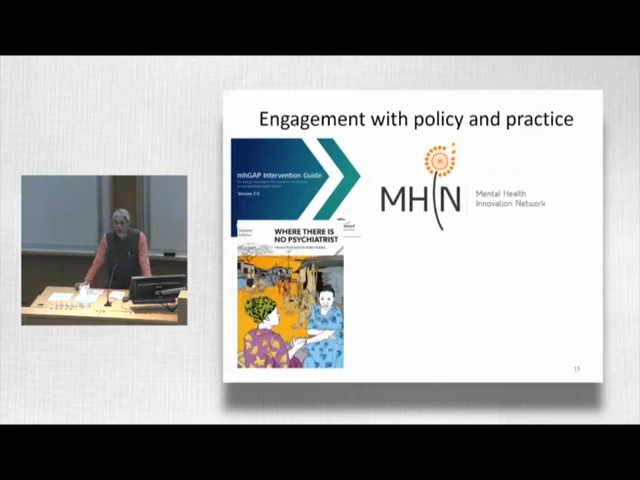 Engagement with policy and practice
mhGAP Intervention Guide
Version 2.0
MHIN
Mental Health
Innovation Network
WHERE THERE IS
NO PSYCHIATRIST
15